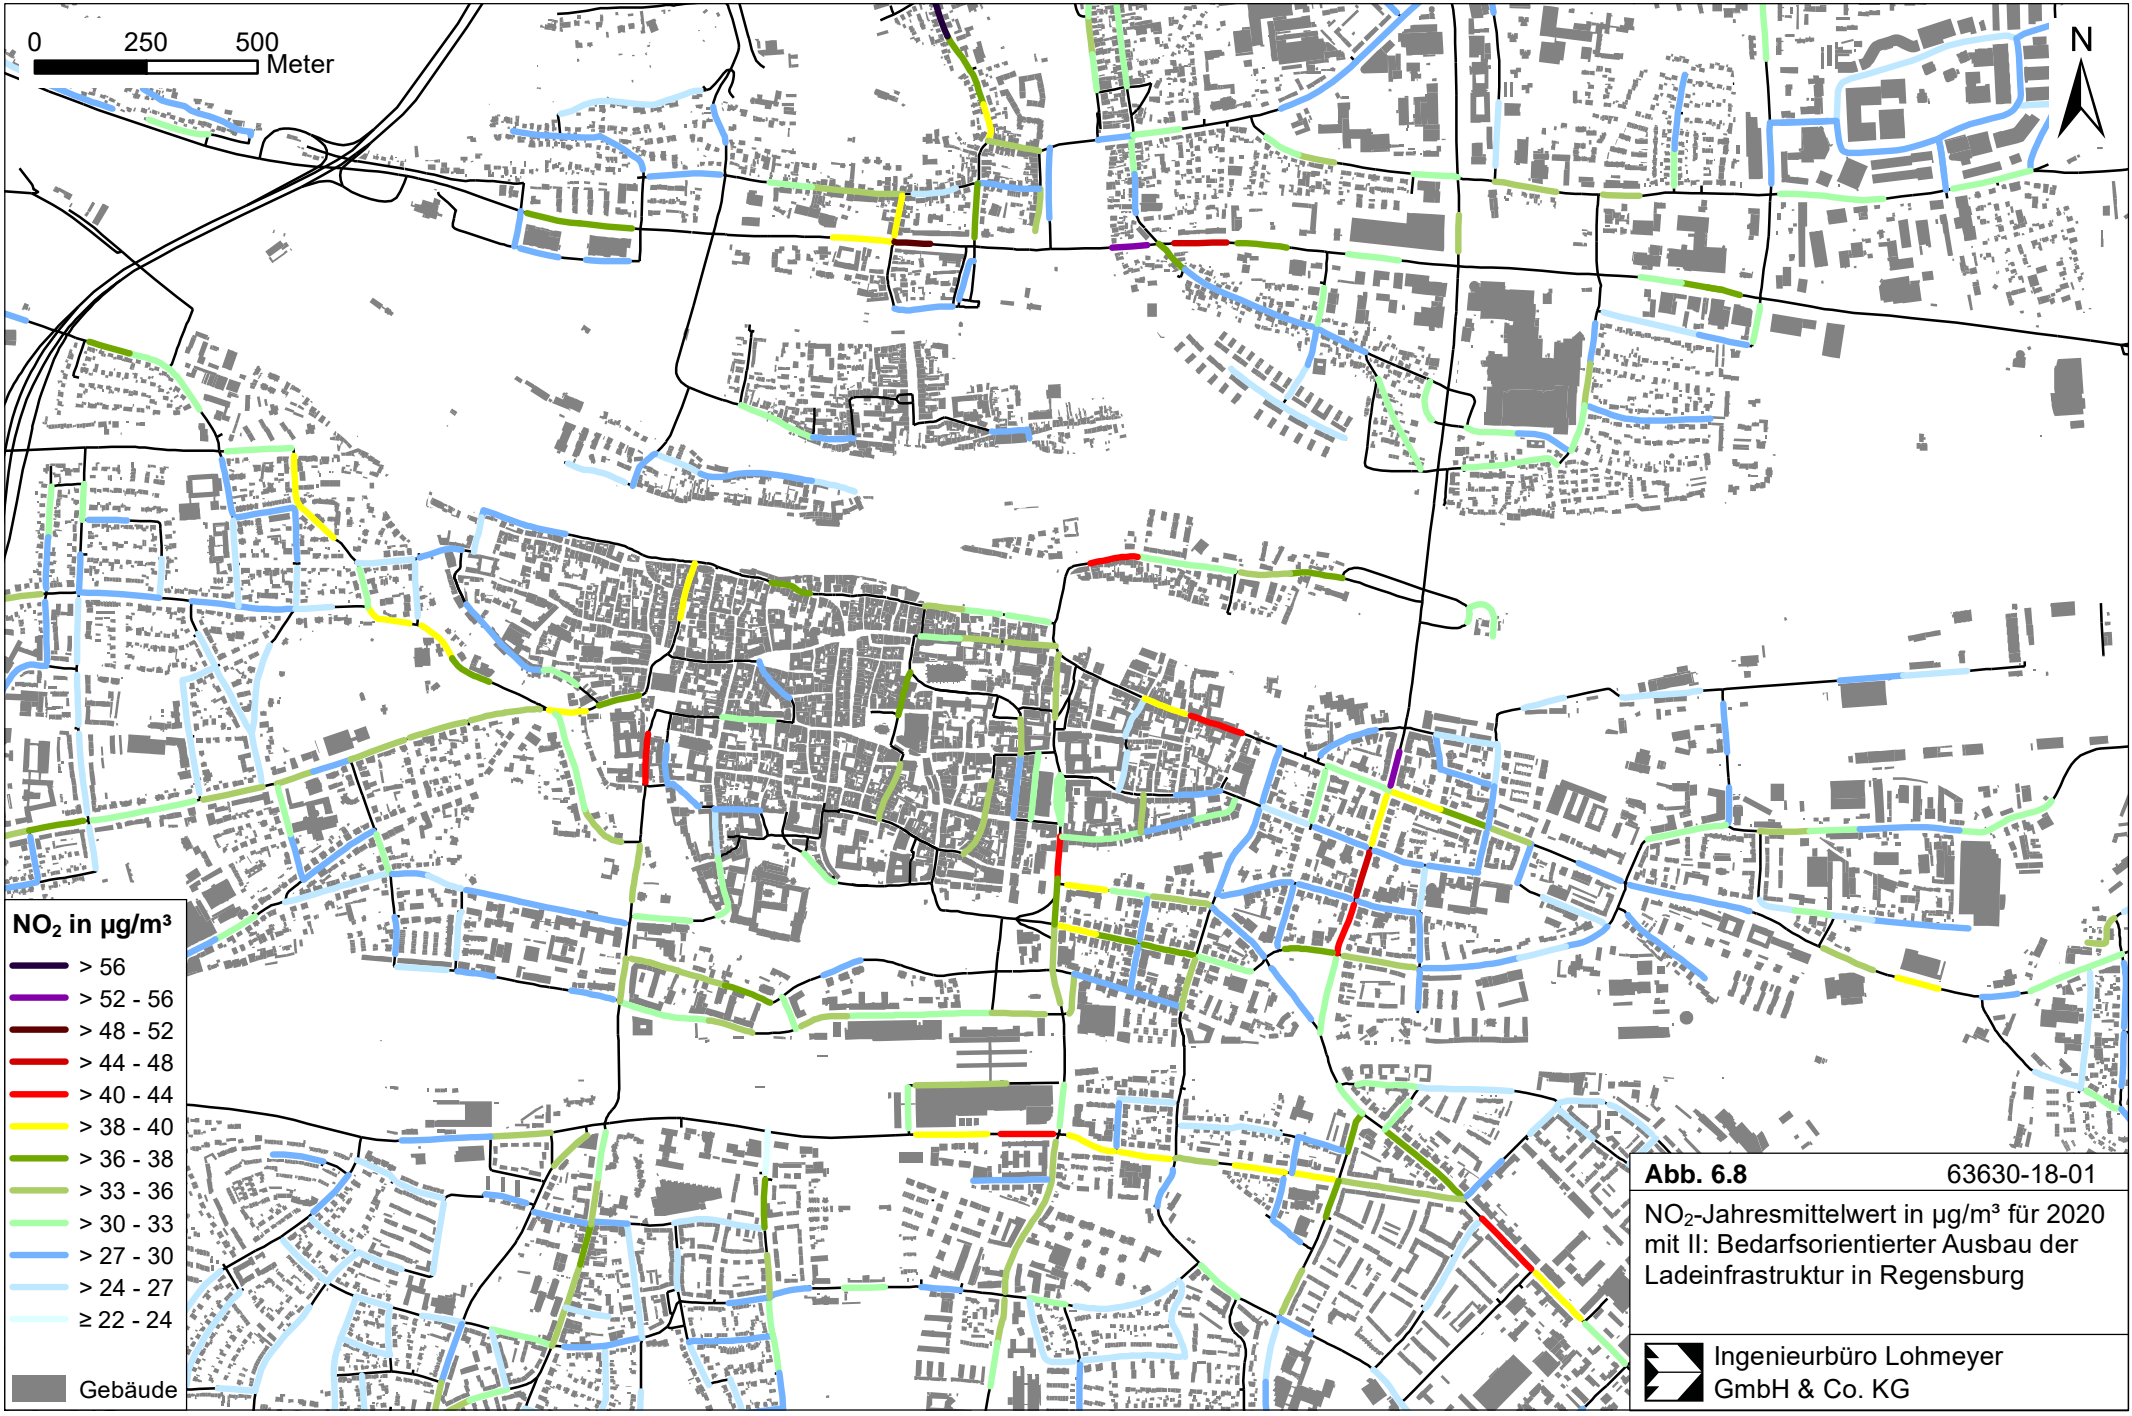 0 250 500
Meter
N
NO₂ in µg/m³
> 56
> 52 - 56
> 48 - 52
> 44 - 48
> 40 - 44
> 38 - 40
> 36 - 38
> 33 - 36
> 30 - 33
> 27 - 30
> 24 - 27
≥ 22 - 24
Gebäude
Abb. 6.8 63630-18-01
NO₂-Jahresmittelwert in µg/m³ für 2020
mit II: Bedarfsorientierter Ausbau der
Ladeinfrastruktur in Regensburg
Ingenieurbüro Lohmeyer
GmbH & Co. KG